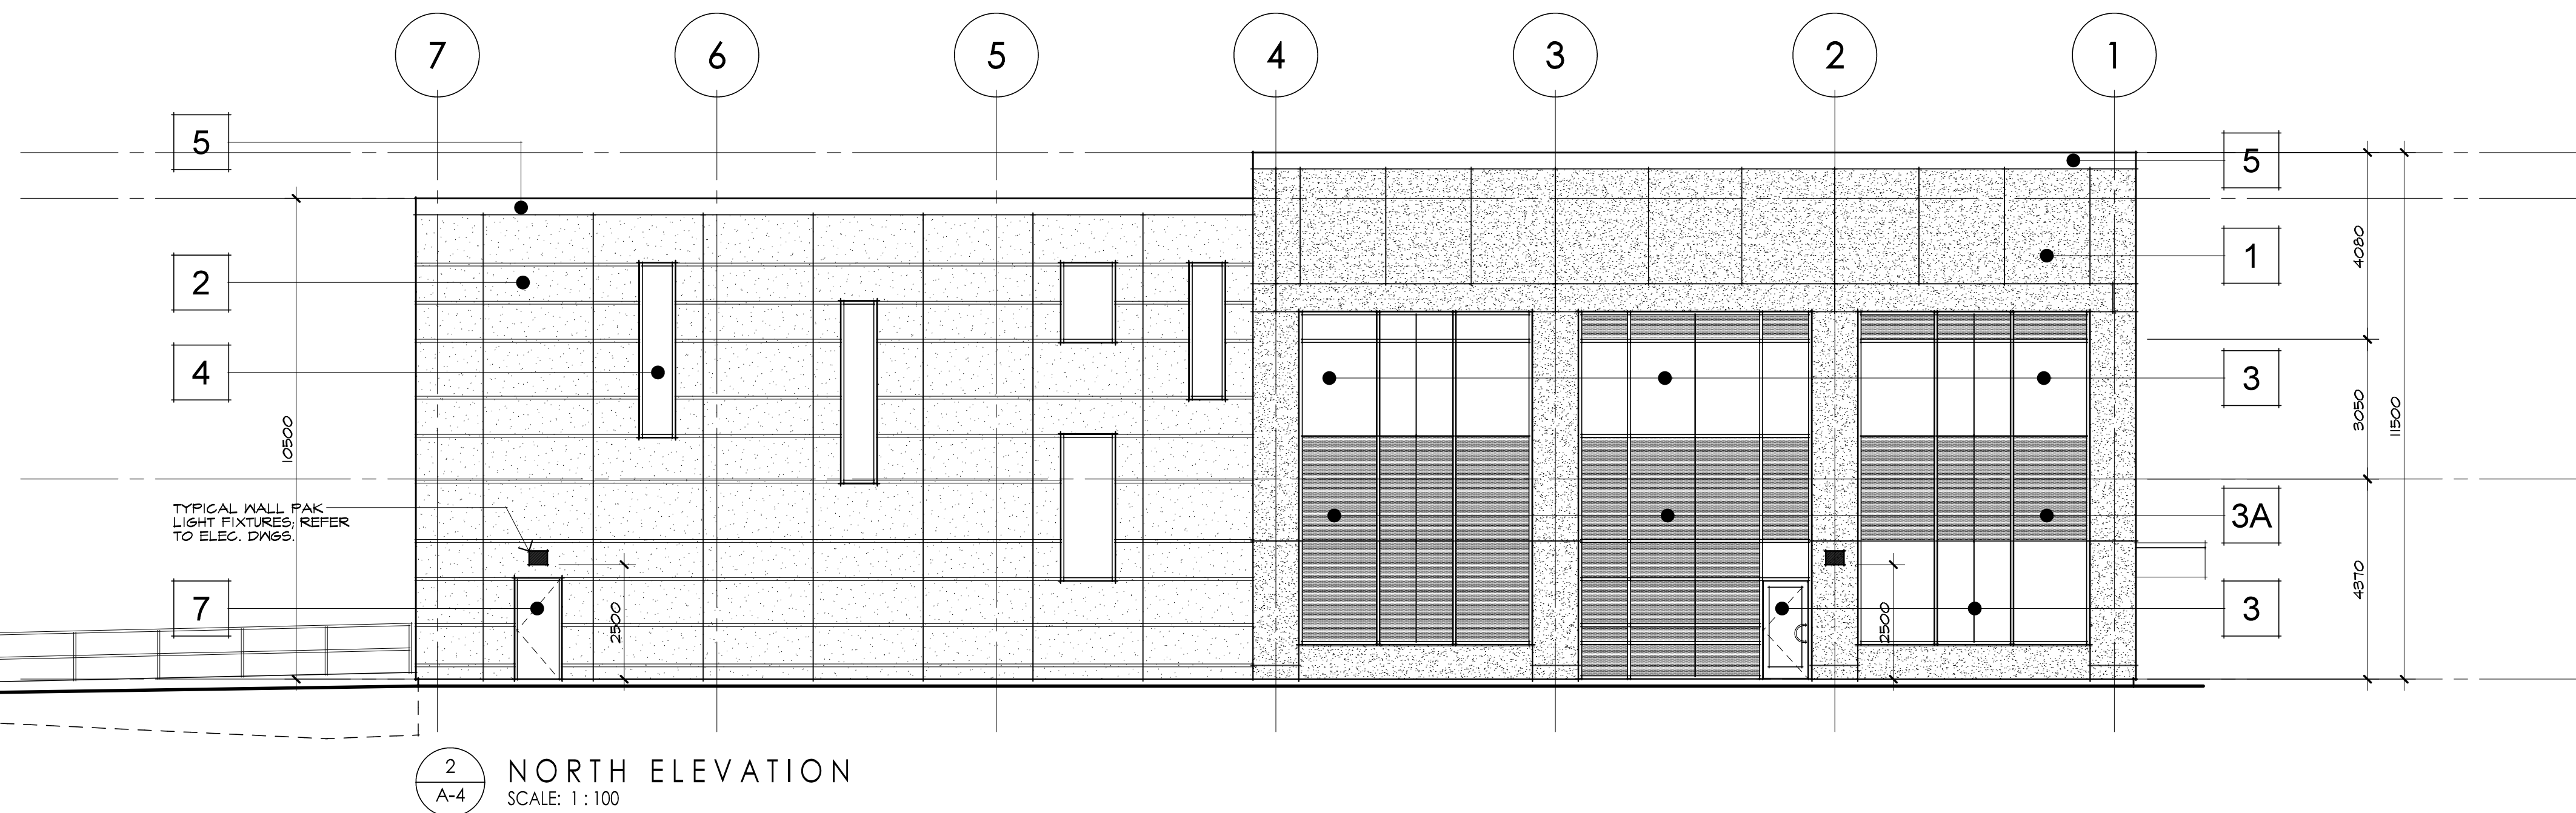 7 6 5 4 3 2 1
5
2
4
10500
TYPICAL WALL PAK
LIGHT FIXTURES; REFER
TO ELEC. DWGS.
7
2500
2500
5
1
3
3A
3
4080
3050
4370
11500
2
A-4
NORTH ELEVATION
SCALE: 1 : 100